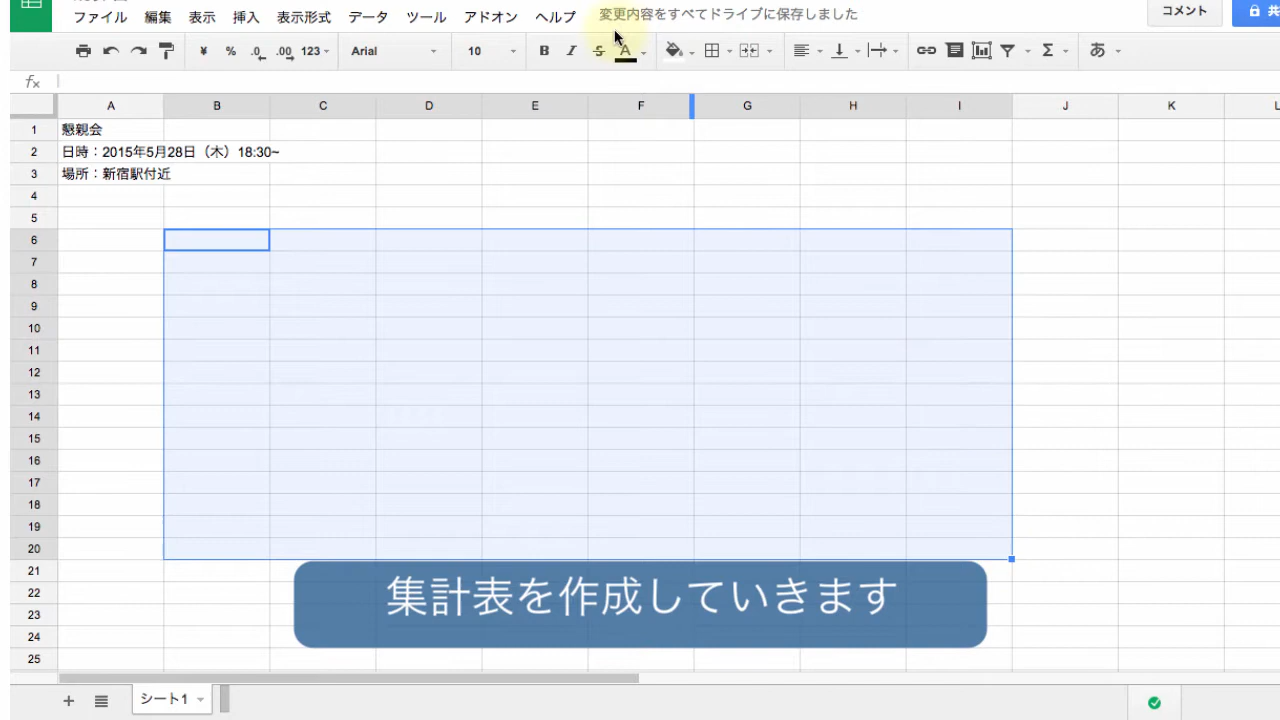 ファイル 編集 表示 挿入 表示形式 データ ツール アドオン ヘルプ 変更内容をすべてドライブに保存しました コメント
¥ % .0 .00 123 Arial 10 B I S A Σ あ
fx
A B C D E F G H I J K L
1 懇親会
2 日時：2015年5月28日（木）18:30~
3 場所：新宿駅付近
4
5
6
7
8
9
10
11
12
13
14
15
16
17
18
19
20
21
集計表を作成していきます
22
23
24
25
+ シート1